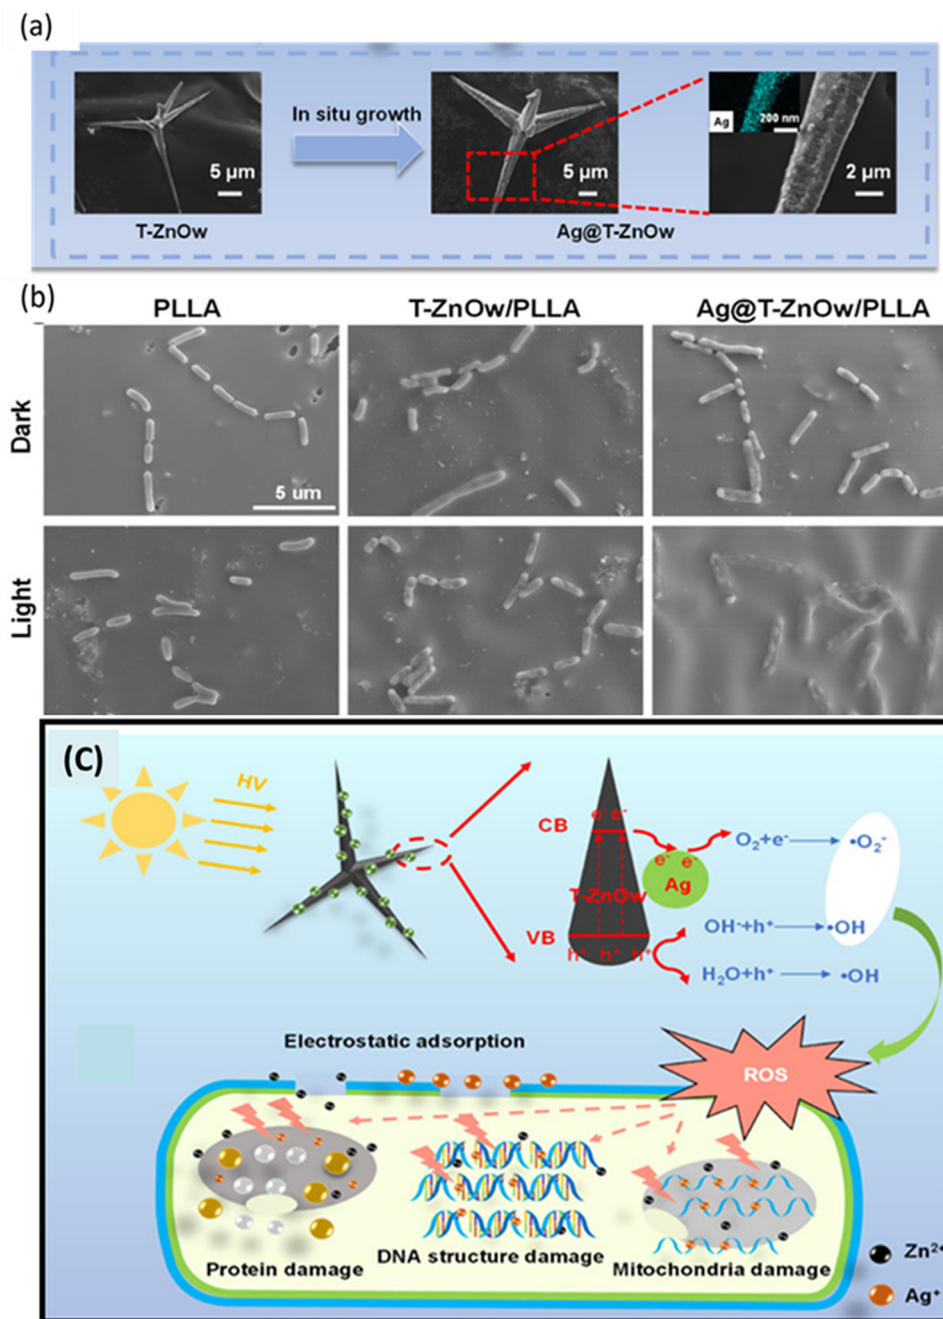 (a)
In situ growth
Ag
200 nm
5 μm
5 μm
2 μm
T-ZnOw
Ag@T-ZnOw
(b)
PLLA
T-ZnOw/PLLA
Ag@T-ZnOw/PLLA
Dark
5 um
Light
(C)
HV
CB
e⁻ e⁻
O₂+e⁻
•O₂⁻
e⁻ e⁻
Ag
T-ZnOw
VB
OH⁻+h⁺
•OH
h⁺ h⁺ h⁺
H₂O+h⁺
•OH
Electrostatic adsorption
ROS
Protein damage
DNA structure damage
Mitochondria damage
Zn²⁺
Ag⁺